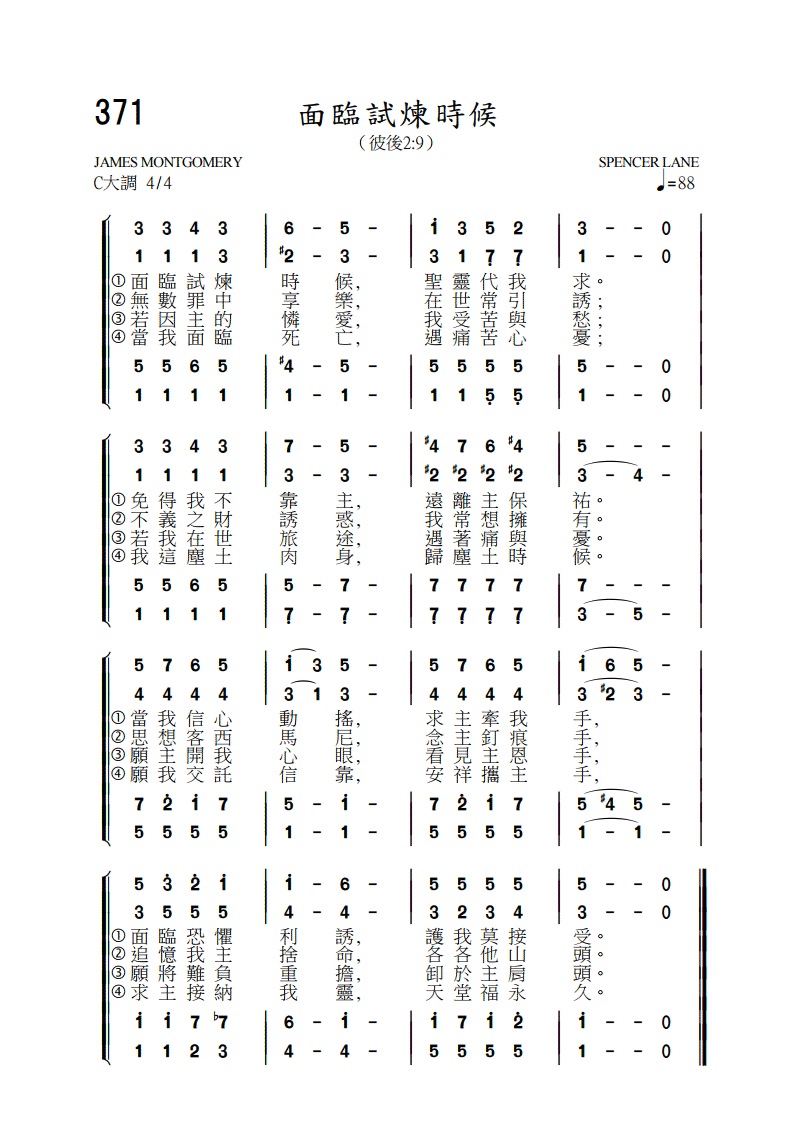 371
面臨試煉時候
（彼後2:9）
JAMES MONTGOMERY SPENCER LANE
C大調 4/4 ♩=88
3 3 4 3 | 6 - 5 - | i 3 5 2 | 3 - - 0
1 1 1 3 | #2 - 3 - | 3 1 7̣ 7̣ | 1 - - 0
①面臨試煉 時候, 聖靈代我 求。
②無數罪中 享樂, 在世常引 誘;
③若因主的 憐愛, 我受苦與 愁;
④當我面臨 死亡, 遇痛苦心 憂;
5 5 6 5 | #4 - 5 - | 5 5 5 5 | 5 - - 0
1 1 1 1 | 1 - 1 - | 1 1 5̣ 5̣ | 1 - - 0
3 3 4 3 | 7 - 5 - | #4 7 6 #4 | 5 - - -
1 1 1 1 | 3 - 3 - | #2 #2 #2 #2 | 3 - 4 -
①免得我不 靠主, 遠離主保 祐。
②不義之財 誘惑, 我常想擁 有。
③若我在世 旅途, 遇著痛與 憂。
④我這塵土 肉身, 歸塵土時 候。
5 5 6 5 | 5 - 7 - | 7 7 7 7 | 7 - - -
1 1 1 1 | 7̣ - 7̣ - | 7̣ 7̣ 7̣ 7̣ | 3 - 5 -
5 7 6 5 | i 3 5 - | 5 7 6 5 | i 6 5 -
4 4 4 4 | 3 1 3 - | 4 4 4 4 | 3 #2 3 -
①當我信心 動搖, 求主牽我 手,
②思想客西 馬尼, 念主釘痕 手,
③願主開我 心眼, 看見主恩 手,
④願我交託 信靠, 安祥攜主 手,
7 2̇ i 7 | 5 - i - | 7 2̇ i 7 | 5 #4 5 -
5 5 5 5 | 1 - 1 - | 5 5 5 5 | 1 - 1 -
5 3̇ 2̇ i | i - 6 - | 5 5 5 5 | 5 - - 0
3 5 5 5 | 4 - 4 - | 3 2 3 4 | 3 - - 0
①面臨恐懼 利誘, 護我莫接 受。
②追憶我主 捨命, 各各他山 頭。
③願將難負 重擔, 卸於主肩 頭。
④求主接納 我靈, 天堂福永 久。
i i 7 ♭7 | 6 - i - | i 7 i 2̇ | i - - 0
1 1 2 3 | 4 - 4 - | 5 5 5 5 | 1 - - 0